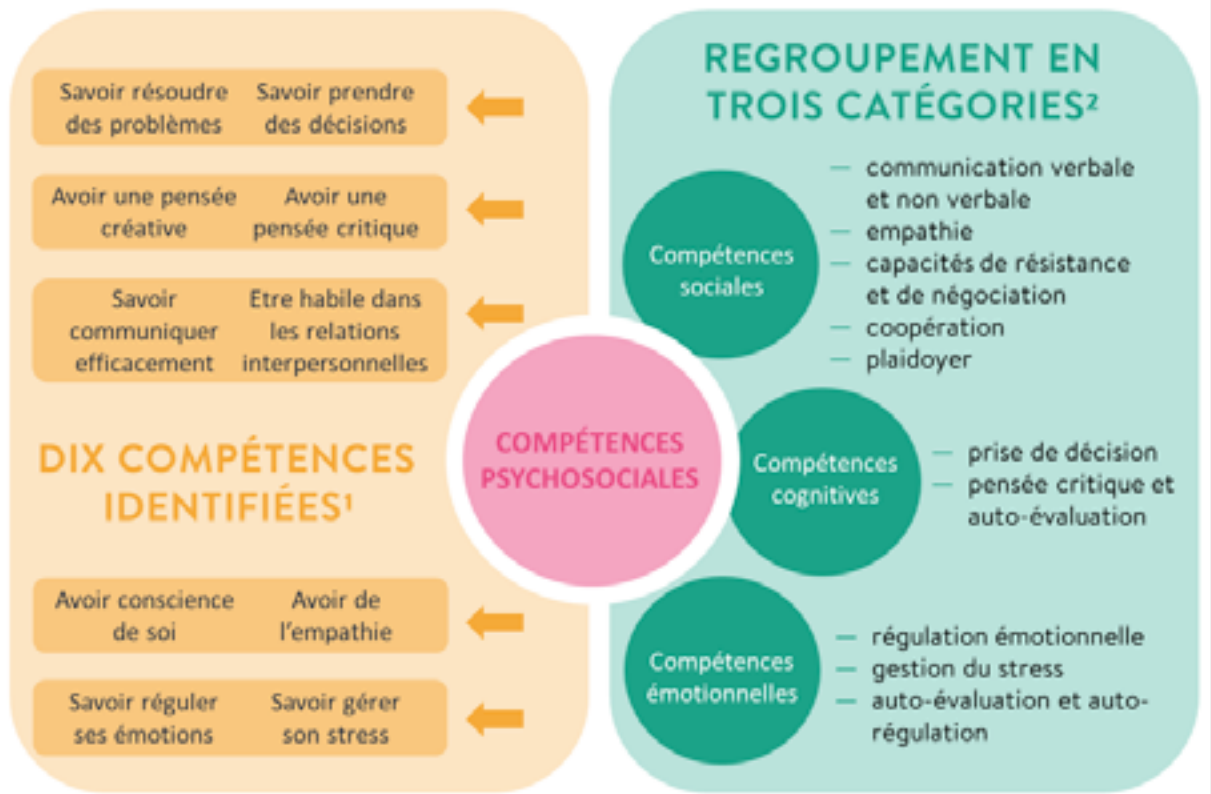 Savoir résoudre
des problèmes
Savoir prendre
des décisions
Avoir une pensée
créative
Avoir une
pensée critique
Savoir
communiquer
efficacement
Etre habile dans
les relations
interpersonnelles
DIX COMPÉTENCES
IDENTIFIÉES¹
Avoir conscience
de soi
Avoir de
l'empathie
Savoir réguler
ses émotions
Savoir gérer
son stress
COMPÉTENCES
PSYCHOSOCIALES
REGROUPEMENT EN
TROIS CATÉGORIES²
Compétences
sociales
— communication verbale
et non verbale
— empathie
— capacités de résistance
et de négociation
— coopération
— plaidoyer
Compétences
cognitives
— prise de décision
— pensée critique et
auto-évaluation
Compétences
émotionnelles
— régulation émotionnelle
— gestion du stress
— auto-évaluation et auto-
régulation